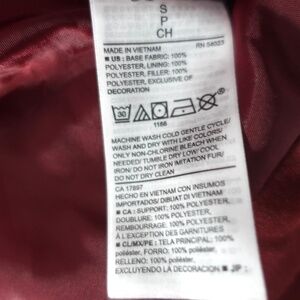 S
P
CH
MADE IN VIETNAM
RN 54023
■ US : BASE FABRIC: 100%
POLYESTER, LINING: 100%
POLYESTER, FILLER: 100%
POLYESTER, EXCLUSIVE OF
DECORATION
30
1166
MACHINE WASH COLD GENTLE CYCLE/
WASH AND DRY WITH LIKE COLORS/
ONLY NON-CHLORINE BLEACH WHEN
NEEDED/ TUMBLE DRY LOW/ COOL
IRON/ DO NOT IRON IMITATION FUR/
DO NOT DRY CLEAN
CA 17897
HECHO EN VIETNAM CON INSUMOS
IMPORTADOS/ DIBUAT DI VIETNAM
■ CA : SUPPORT: 100% POLYESTER,
DOUBLURE: 100% POLYESTER,
REMBOURRAGE: 100% POLYESTER,
À L'EXCEPTION DES GARNITURES
■ CL/MX/PE : TELA PRINCIPAL: 100%
poliéster, FORRO: 100% poliéster,
RELLENO: 100% poliéster
EXCLUYENDO LA DECORACION ■ JP :